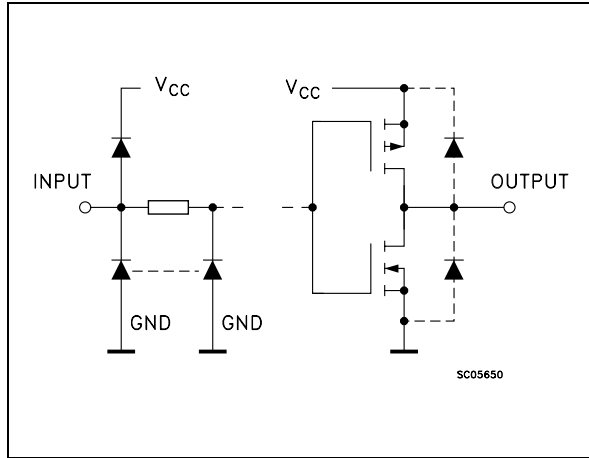 VCC
VCC
INPUT
OUTPUT
GND
GND
SC05650